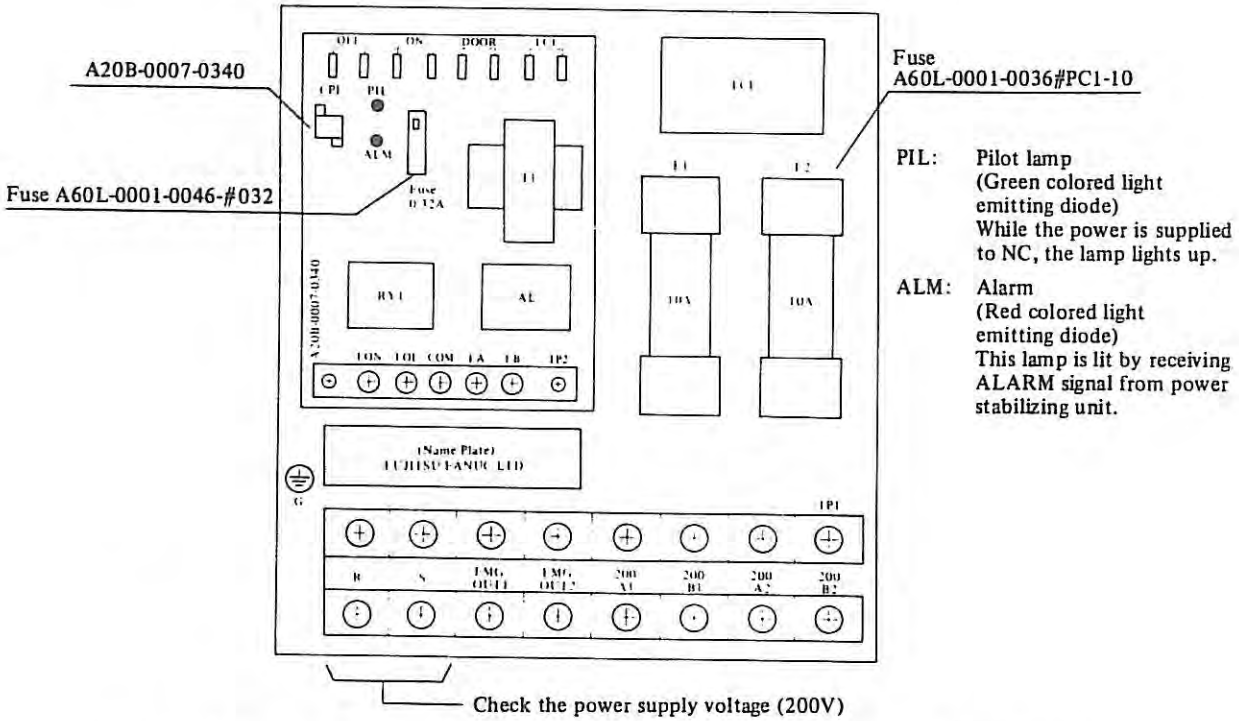 A20B-0007-0340
Fuse A60L-0001-0046-#032
OFF ON DOOR
CP1 PIL
ALM
Fuse
0.32A
RY1
AL
A20B-0007-0340
COM
TP2
F1
F2
10A
10A
Fuse
A60L-0001-0036#PC1-10
PIL: Pilot lamp
(Green colored light
emitting diode)
While the power is supplied
to NC, the lamp lights up.
ALM: Alarm
(Red colored light
emitting diode)
This lamp is lit by receiving
ALARM signal from power
stabilizing unit.
(Name Plate)
FUJITSU FANUC LTD
G
TP1
R S EMG OUT1 EMG OUT2 200 A1 200 B1 200 A2 200 B2
Check the power supply voltage (200V)